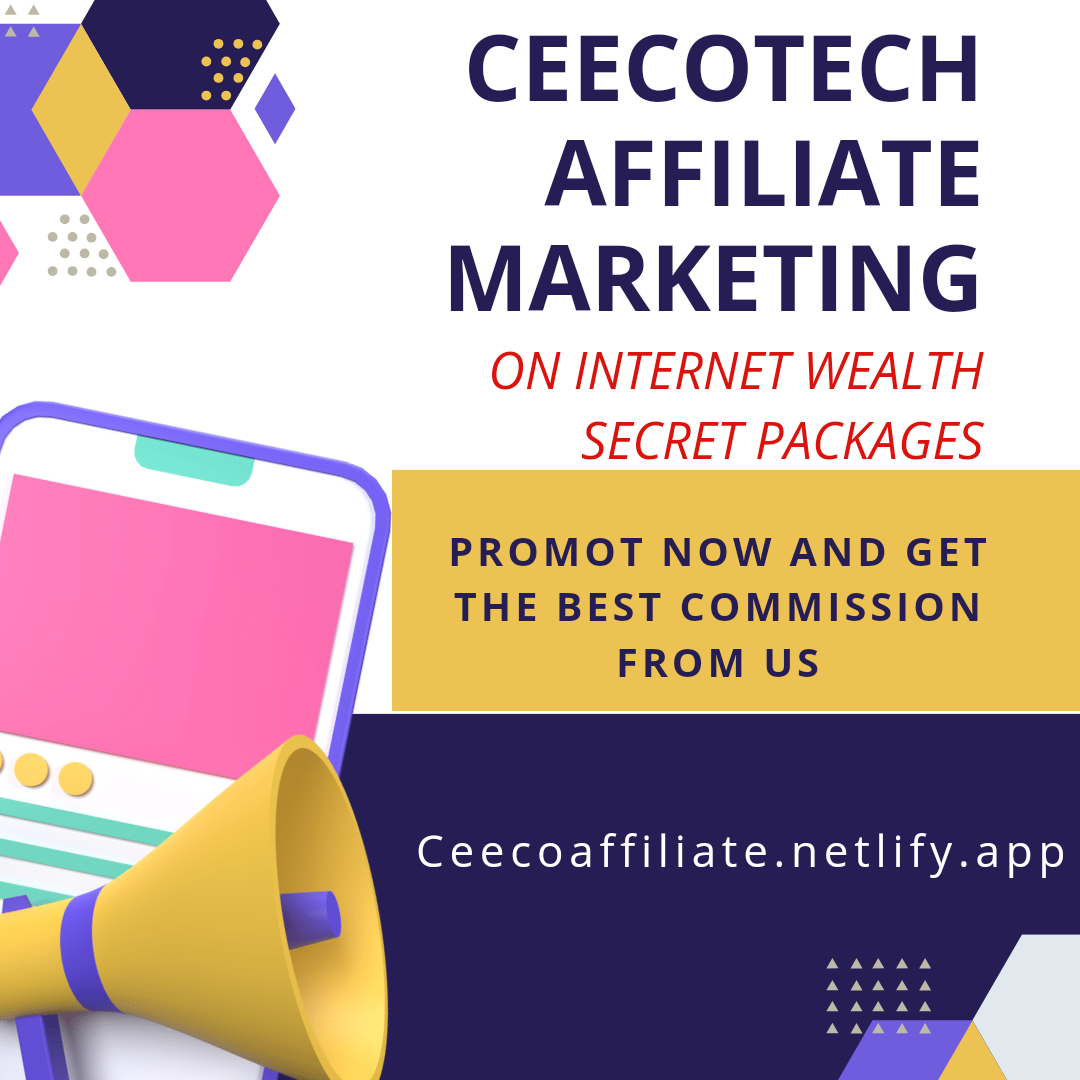 CEECOTECH
AFFILIATE
MARKETING
ON INTERNET WEALTH
SECRET PACKAGES
PROMOT NOW AND GET
THE BEST COMMISSION
FROM US
Ceecoaffiliate.netlify.app